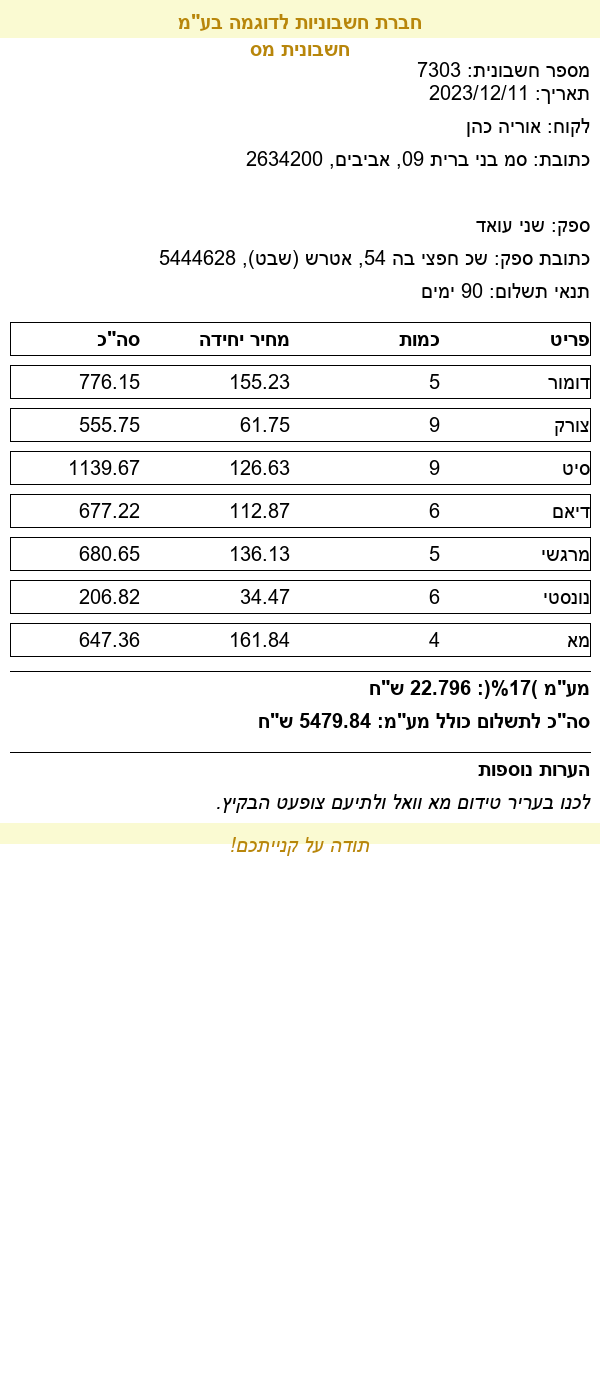 חברת חשבוניות לדוגמה בע"מ
חשבונית מס
מספר חשבונית: 7303
תאריך: 2023/12/11
לקוח: אוריה כהן
כתובת: סמ בני ברית 09, אביבים, 2634200
ספק: שני עואד
כתובת ספק: שכ חפצי בה 54, אטרש (שבט), 5444628
תנאי תשלום: 90 ימים
פריט כמות מחיר יחידה סה"כ
דומור 5 155.23 776.15
צורק 9 61.75 555.75
סיט 9 126.63 1139.67
דיאם 6 112.87 677.22
מרגשי 5 136.13 680.65
נונסטי 6 34.47 206.82
מא 4 161.84 647.36
מע"מ )17%(: 22.796 ש"ח
סה"כ לתשלום כולל מע"מ: 5479.84 ש"ח
הערות נוספות
לכנו בעריר טידום מא וואל ולתיעם צופעט הבקיץ.
תודה על קנייתכם!